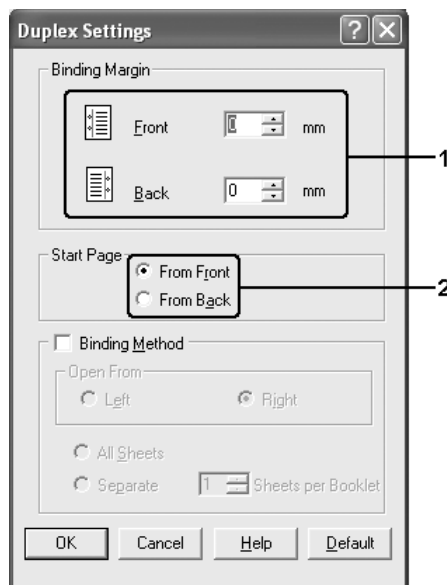 Duplex Settings
Binding Margin
Front 0 mm
1
Back 0 mm
Start Page
From Front
2
From Back
Binding Method
Open From
Left Right
All Sheets
Separate 1 Sheets per Booklet
OK Cancel Help Default